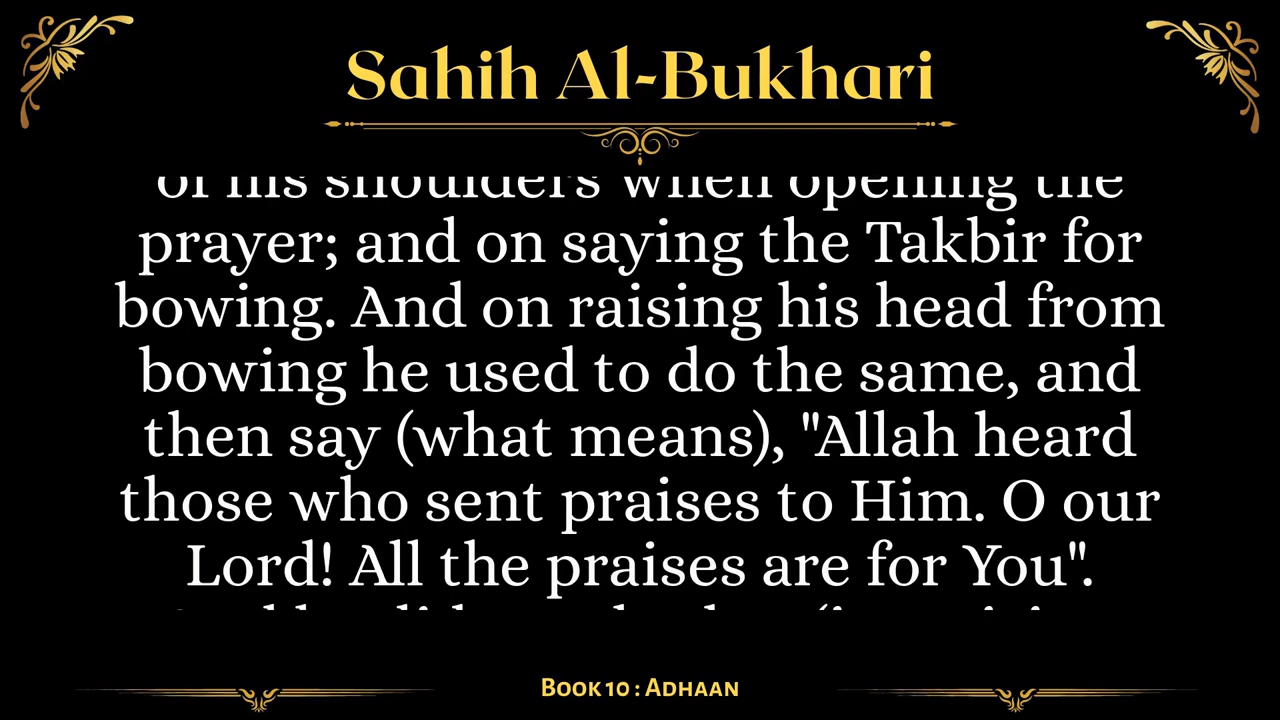 Sahih Al-Bukhari
of his shoulders when opening the
prayer; and on saying the Takbir for
bowing. And on raising his head from
bowing he used to do the same, and
then say (what means), "Allah heard
those who sent praises to Him. O our
Lord! All the praises are for You".
Book 10 : Adhaan